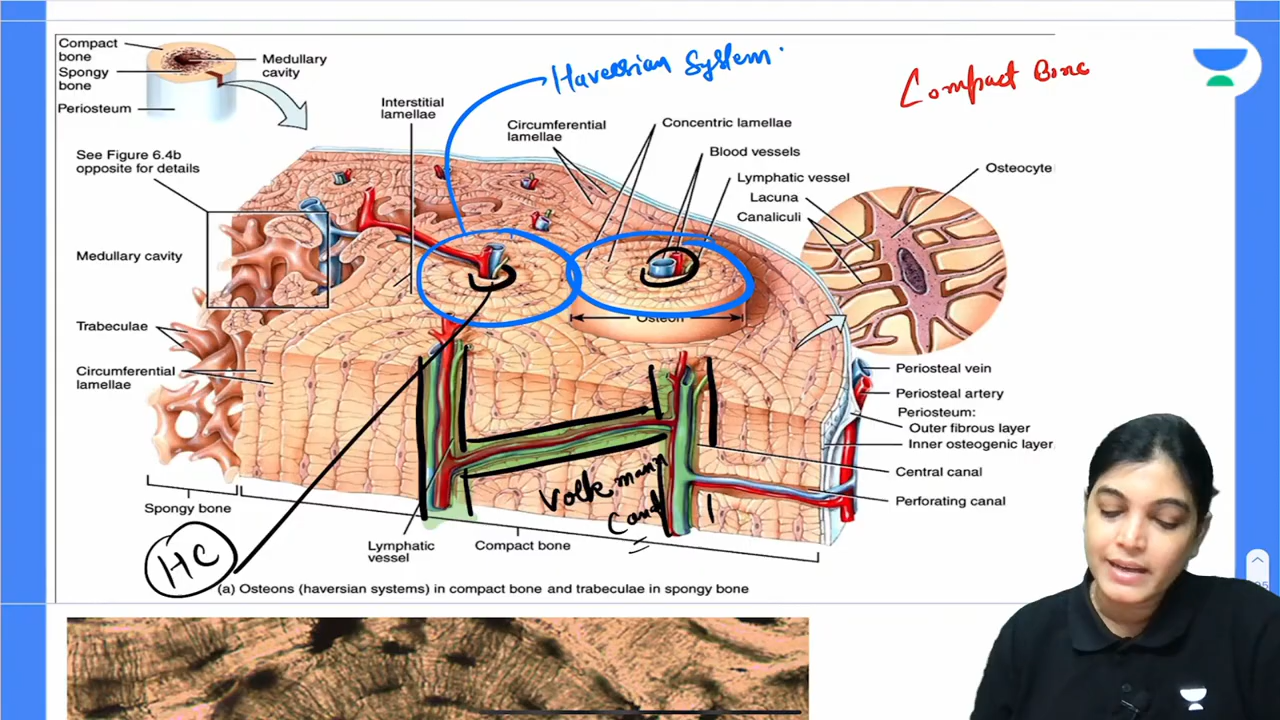 Haversian System
Compact Bone
Compact
bone
Spongy
bone
Periosteum
Medullary
cavity
Interstitial
lamellae
Circumferential
lamellae
Concentric lamellae
Blood vessels
Lymphatic vessel
Lacuna
Canaliculi
Osteocyte
See Figure 6.4b
opposite for details
Medullary cavity
Trabeculae
Circumferential
lamellae
Osteon
Periosteal vein
Periosteal artery
Periosteum:
Outer fibrous layer
Inner osteogenic layer
Central canal
Perforating canal
Volkmann
Spongy bone
Lymphatic
vessel
Compact bone
HC
(a) Osteons (haversian systems) in compact bone and trabeculae in spongy bone